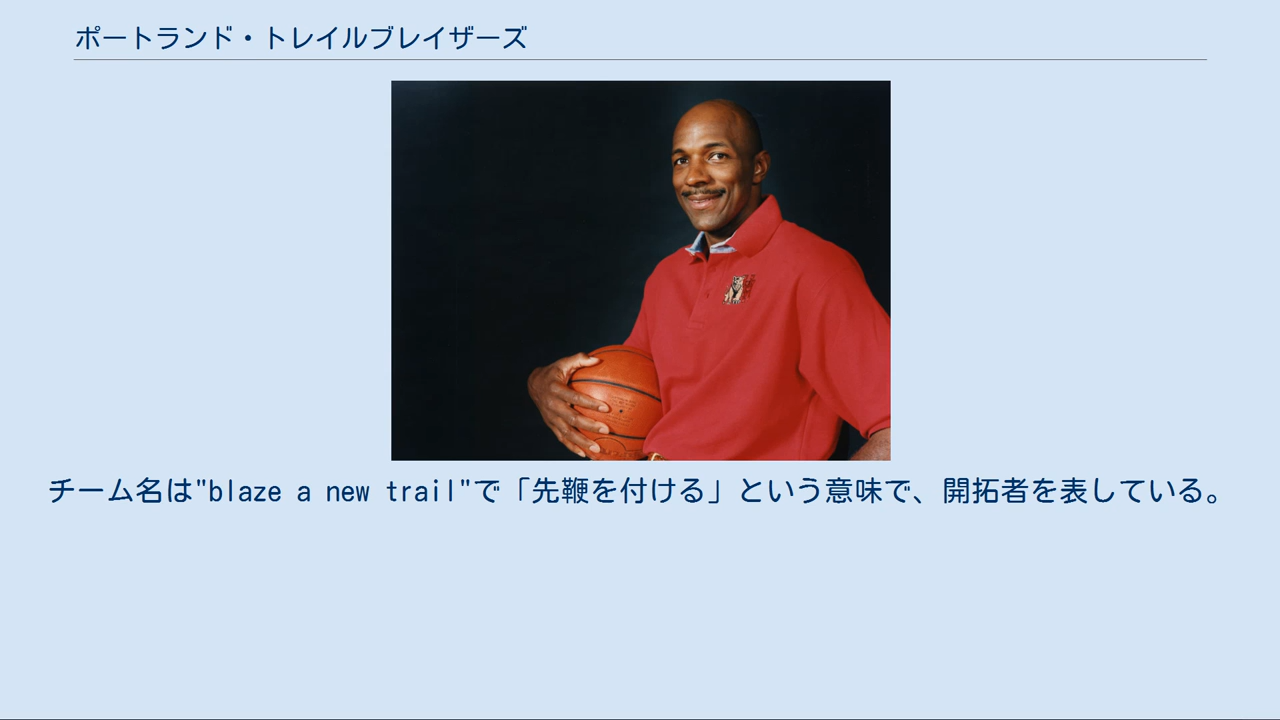 ポートランド・トレイルブレイザーズ
チーム名は"blaze a new trail"で「先鞭を付ける」という意味で、開拓者を表している。